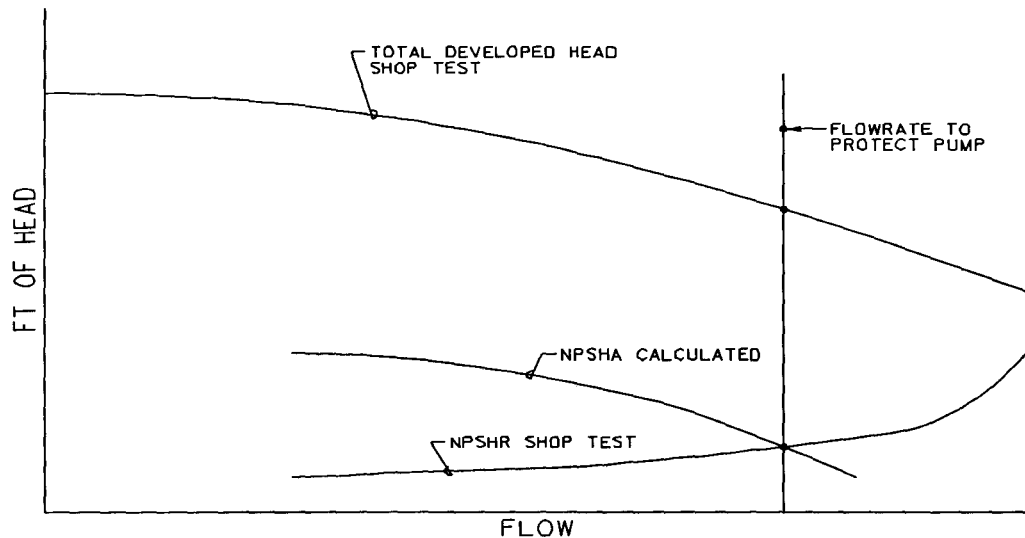 TOTAL DEVELOPED HEAD
SHOP TEST
FLOWRATE TO
PROTECT PUMP
FT OF HEAD
NPSHA CALCULATED
NPSHR SHOP TEST
FLOW